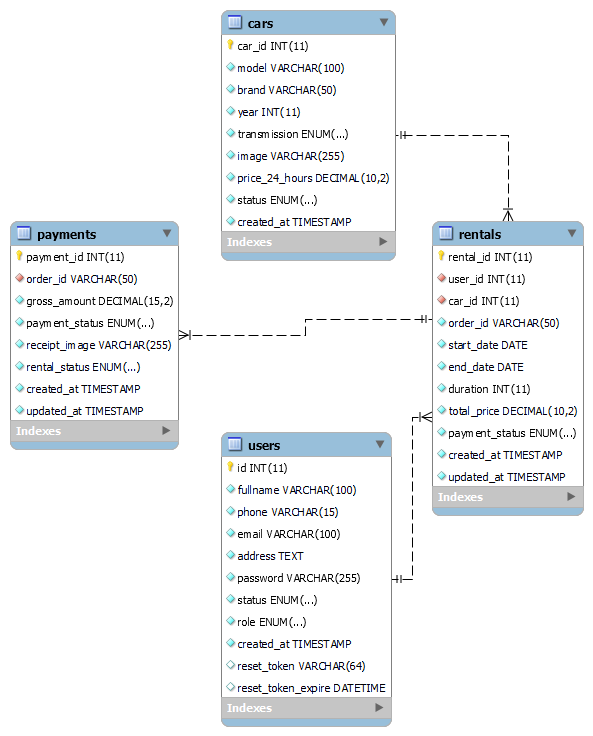 cars
car_id INT(11)
model VARCHAR(100)
brand VARCHAR(50)
year INT(11)
transmission ENUM(...)
image VARCHAR(255)
price_24_hours DECIMAL(10,2)
status ENUM(...)
created_at TIMESTAMP
Indexes
payments
payment_id INT(11)
order_id VARCHAR(50)
gross_amount DECIMAL(15,2)
payment_status ENUM(...)
receipt_image VARCHAR(255)
rental_status ENUM(...)
created_at TIMESTAMP
updated_at TIMESTAMP
Indexes
rentals
rental_id INT(11)
user_id INT(11)
car_id INT(11)
order_id VARCHAR(50)
start_date DATE
end_date DATE
duration INT(11)
total_price DECIMAL(10,2)
payment_status ENUM(...)
created_at TIMESTAMP
updated_at TIMESTAMP
Indexes
users
id INT(11)
fullname VARCHAR(100)
phone VARCHAR(15)
email VARCHAR(100)
address TEXT
password VARCHAR(255)
status ENUM(...)
role ENUM(...)
created_at TIMESTAMP
reset_token VARCHAR(64)
reset_token_expire DATETIME
Indexes